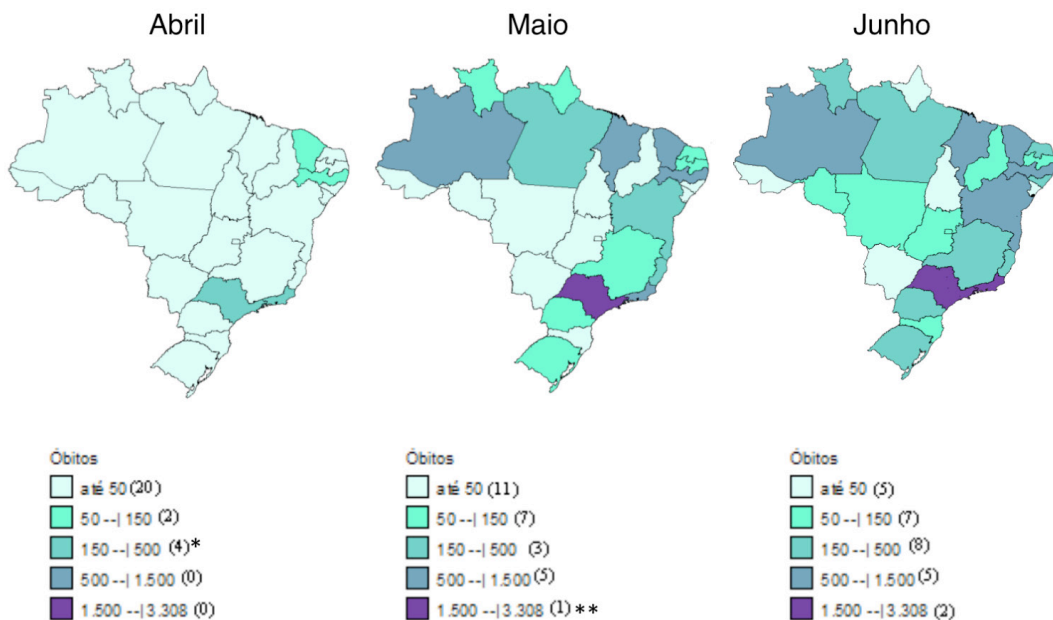 Abril
Maio
Junho
Óbitos
até 50 (20)
50 --| 150 (2)
150 --| 500 (4)*
500 --| 1.500 (0)
1.500 --| 3.308 (0)
Óbitos
até 50 (11)
50 --| 150 (7)
150 --| 500 (3)
500 --| 1.500 (5)
1.500 --| 3.308 (1) **
Óbitos
até 50 (5)
50 --| 150 (7)
150 --| 500 (8)
500 --| 1.500 (5)
1.500 --| 3.308 (2)